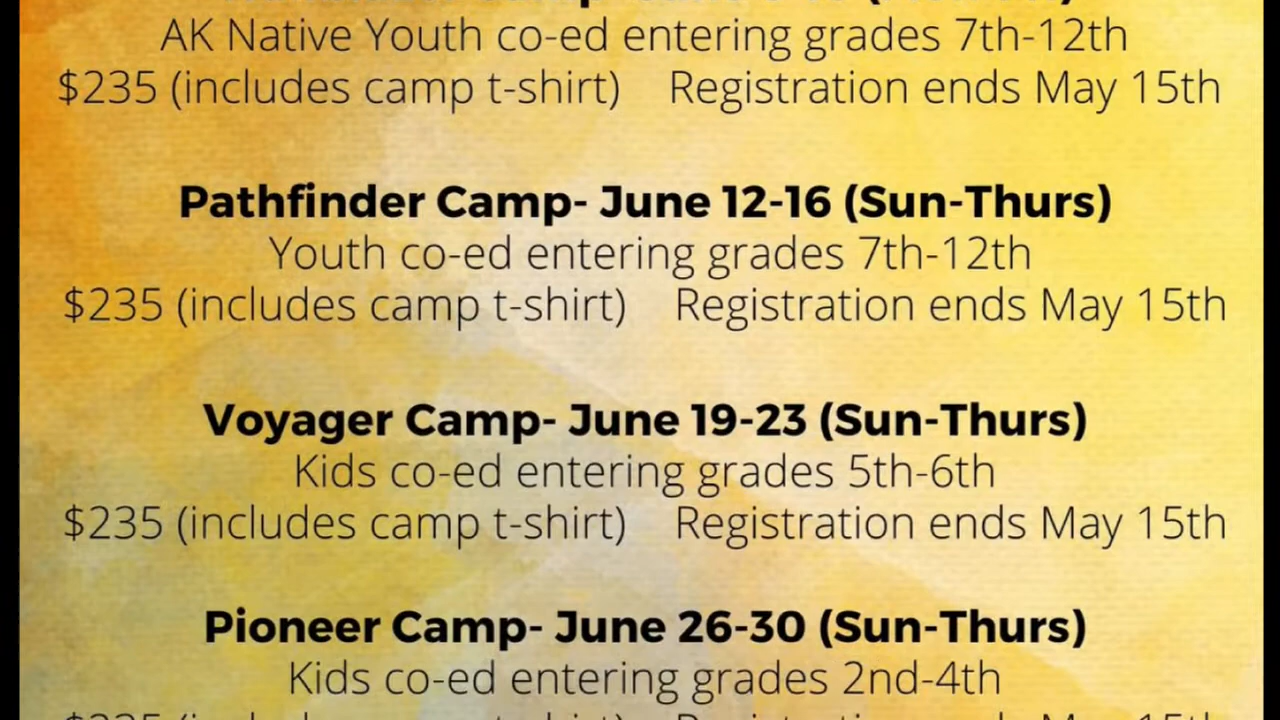 AK Native Youth co-ed entering grades 7th-12th
$235 (includes camp t-shirt) Registration ends May 15th
Pathfinder Camp- June 12-16 (Sun-Thurs)
Youth co-ed entering grades 7th-12th
$235 (includes camp t-shirt) Registration ends May 15th
Voyager Camp- June 19-23 (Sun-Thurs)
Kids co-ed entering grades 5th-6th
$235 (includes camp t-shirt) Registration ends May 15th
Pioneer Camp- June 26-30 (Sun-Thurs)
Kids co-ed entering grades 2nd-4th